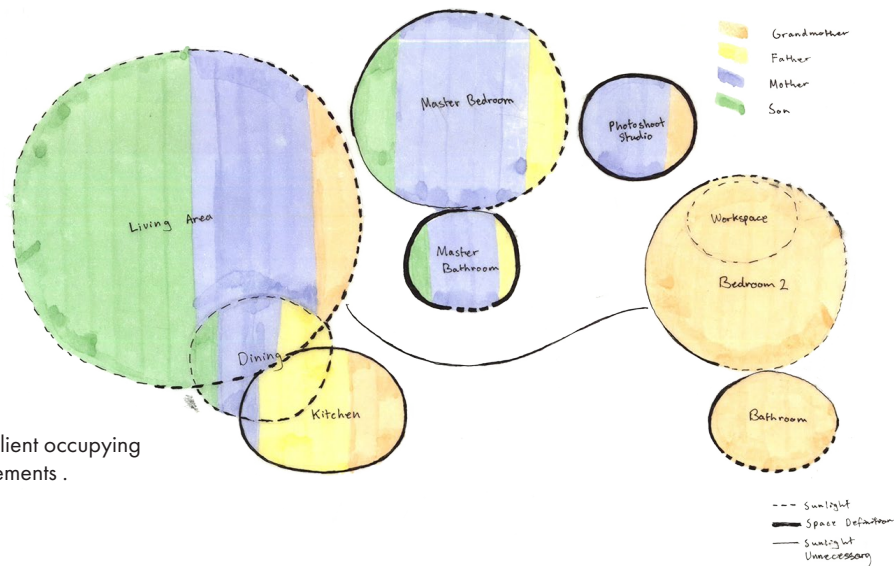 Grandmother
Father
Mother
Son
Master Bedroom
Photoshoot
Studio
Living Area
Workspace
Master
Bathroom
Bedroom 2
Dining
Kitchen
Bathroom
lient occupying
ements .
Sunlight
Space Definition
Sunlight
Unnecessary